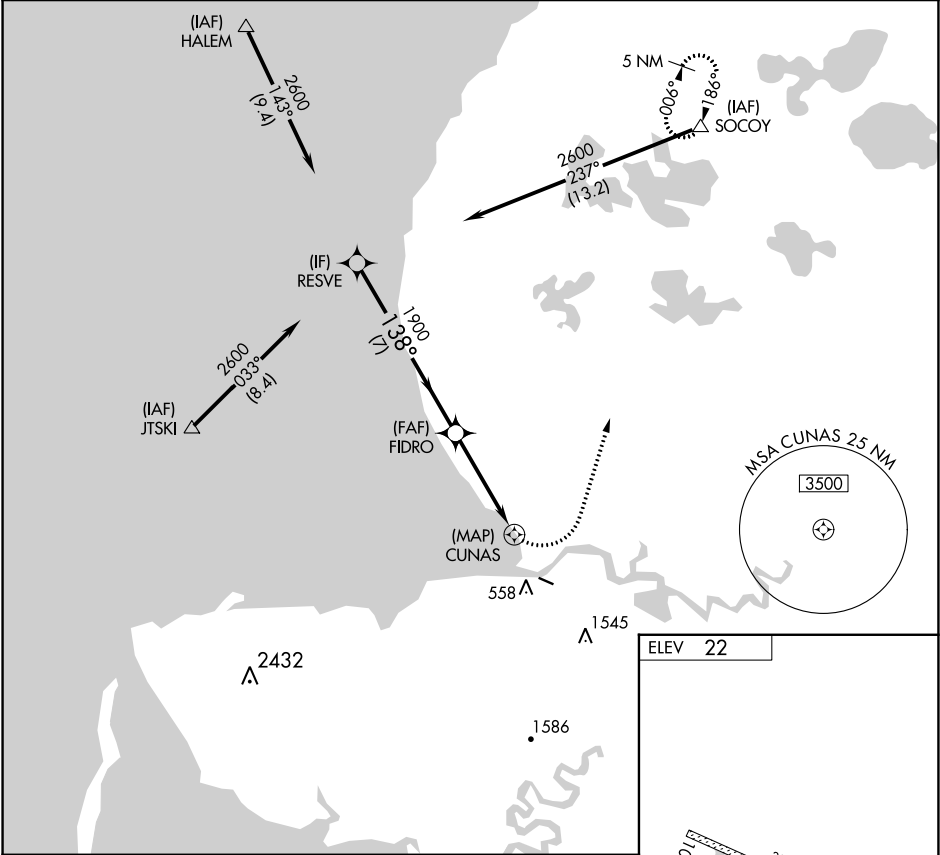 (IAF)
HALEM
2600
143°
(9.4)
5 NM
006°
186°
(IAF)
SOCOY
2600
237°
(13.2)
(IF)
RESVE
1900
138°
(7)
2600
033°
(8.4)
(IAF)
JTSKI
(FAF)
FIDRO
MSA CUNAS 25 NM
3500
(MAP)
CUNAS
558
1545
2432
1586
ELEV 22
10